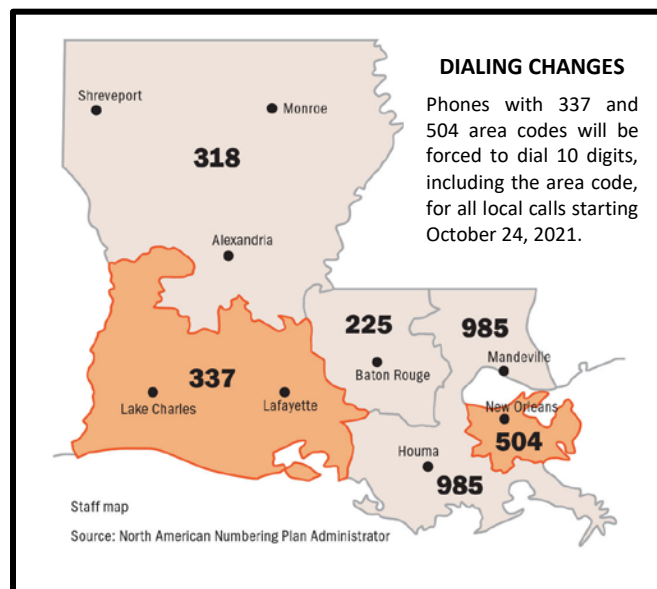 DIALING CHANGES
Phones with 337 and
504 area codes will be
forced to dial 10 digits,
including the area code,
for all local calls starting
October 24, 2021.
Shreveport
Monroe
318
Alexandria
225
985
Baton Rouge
Mandeville
337
Lake Charles
Lafayette
New Orleans
504
Houma
985
Staff map
Source: North American Numbering Plan Administrator